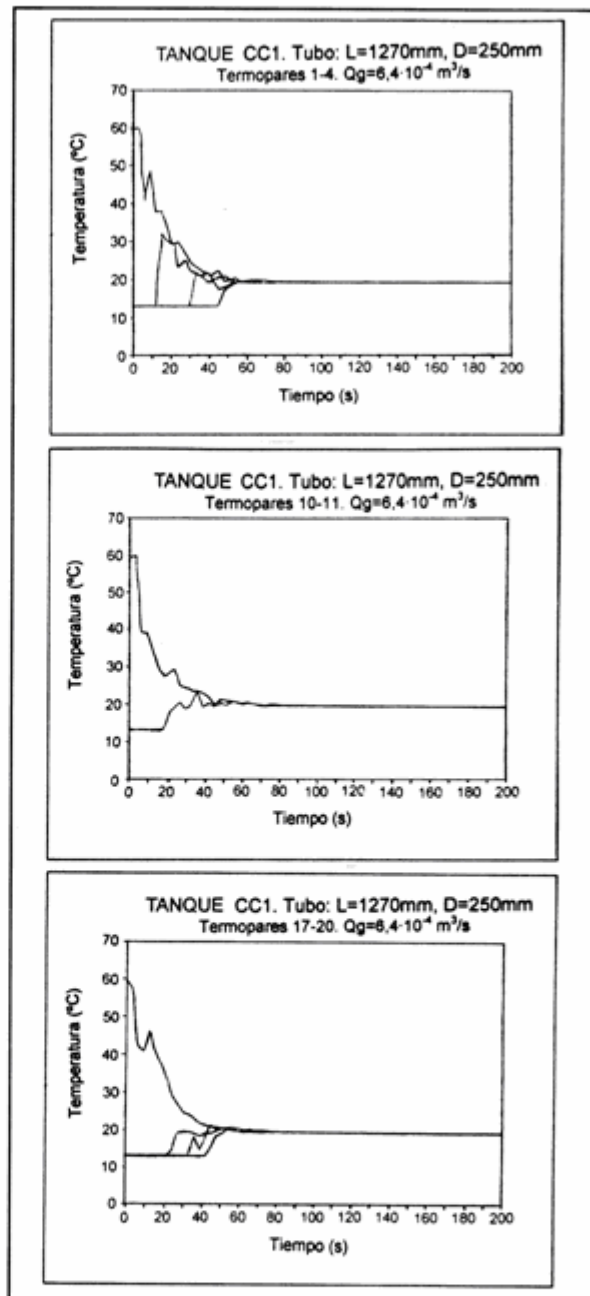 TANQUE CC1. Tubo: L=1270mm, D=250mm
Termopares 1-4. Qg=6,4·10⁻⁴ m³/s
Temperatura (ºC)
70
60
50
40
30
20
10
0
0 20 40 60 80 100 120 140 160 180 200
Tiempo (s)
TANQUE CC1. Tubo: L=1270mm, D=250mm
Termopares 10-11. Qg=6,4·10⁻⁴ m³/s
Temperatura (ºC)
70
60
50
40
30
20
10
0
0 20 40 60 80 100 120 140 160 180 200
Tiempo (s)
TANQUE CC1. Tubo: L=1270mm, D=250mm
Termopares 17-20. Qg=6,4·10⁻⁴ m³/s
Temperatura (ºC)
70
60
50
40
30
20
10
0
0 20 40 60 80 100 120 140 160 180 200
Tiempo (s)